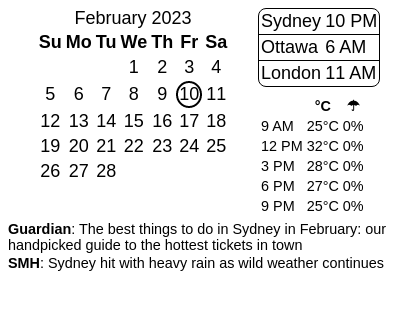 February 2023
Su Mo Tu We Th Fr Sa
1 2 3 4
5 6 7 8 9 10 11
12 13 14 15 16 17 18
19 20 21 22 23 24 25
26 27 28
Sydney 10 PM
Ottawa 6 AM
London 11 AM
°C ☂
9 AM 25°C 0%
12 PM 32°C 0%
3 PM 28°C 0%
6 PM 27°C 0%
9 PM 25°C 0%
Guardian: The best things to do in Sydney in February: our
handpicked guide to the hottest tickets in town
SMH: Sydney hit with heavy rain as wild weather continues